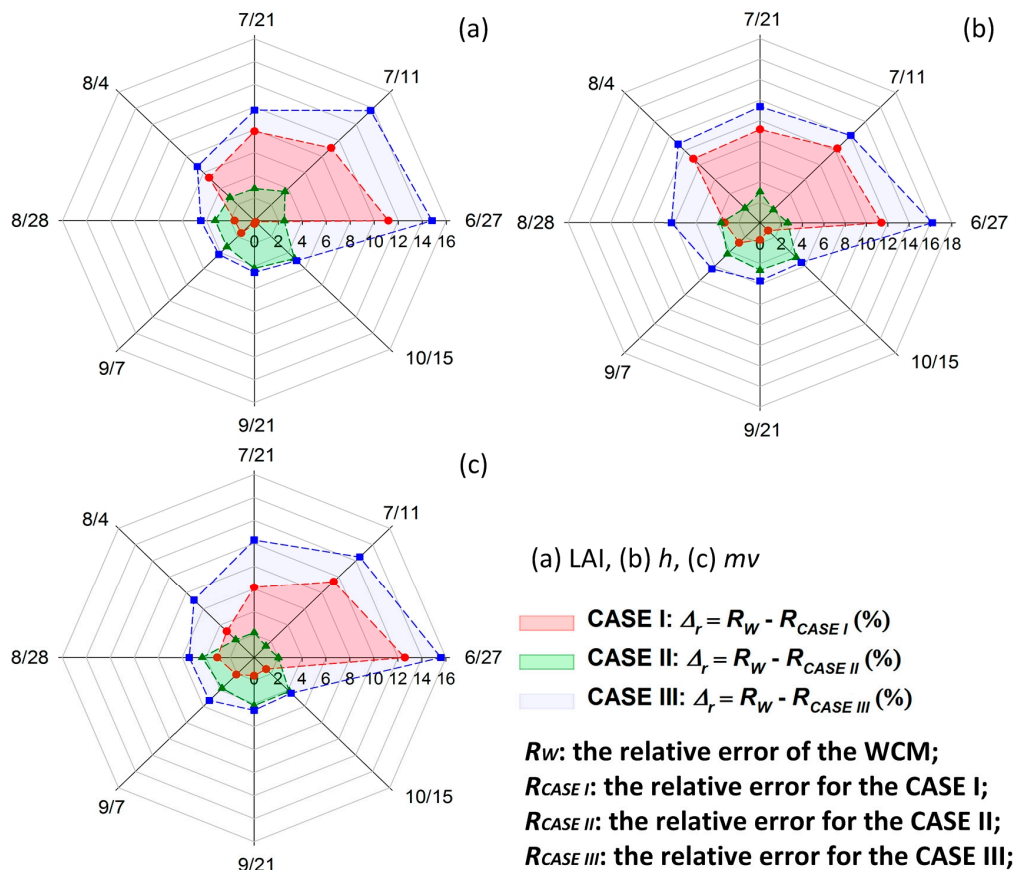 7/21
(a)
8/4
7/11
8/28
6/27
0 2 4 6 8 10 12 14 16
9/7
10/15
9/21
7/21
(b)
8/4
7/11
8/28
6/27
0 2 4 6 8 10 12 14 16 18
9/7
10/15
9/21
7/21
(c)
8/4
7/11
8/28
6/27
0 2 4 6 8 10 12 14 16
9/7
10/15
9/21
(a) LAI, (b) h, (c) mv
CASE I: Δr = RW - RCASE I (%)
CASE II: Δr = RW - RCASE II (%)
CASE III: Δr = RW - RCASE III (%)
RW: the relative error of the WCM;
RCASE I: the relative error for the CASE I;
RCASE II: the relative error for the CASE II;
RCASE III: the relative error for the CASE III;